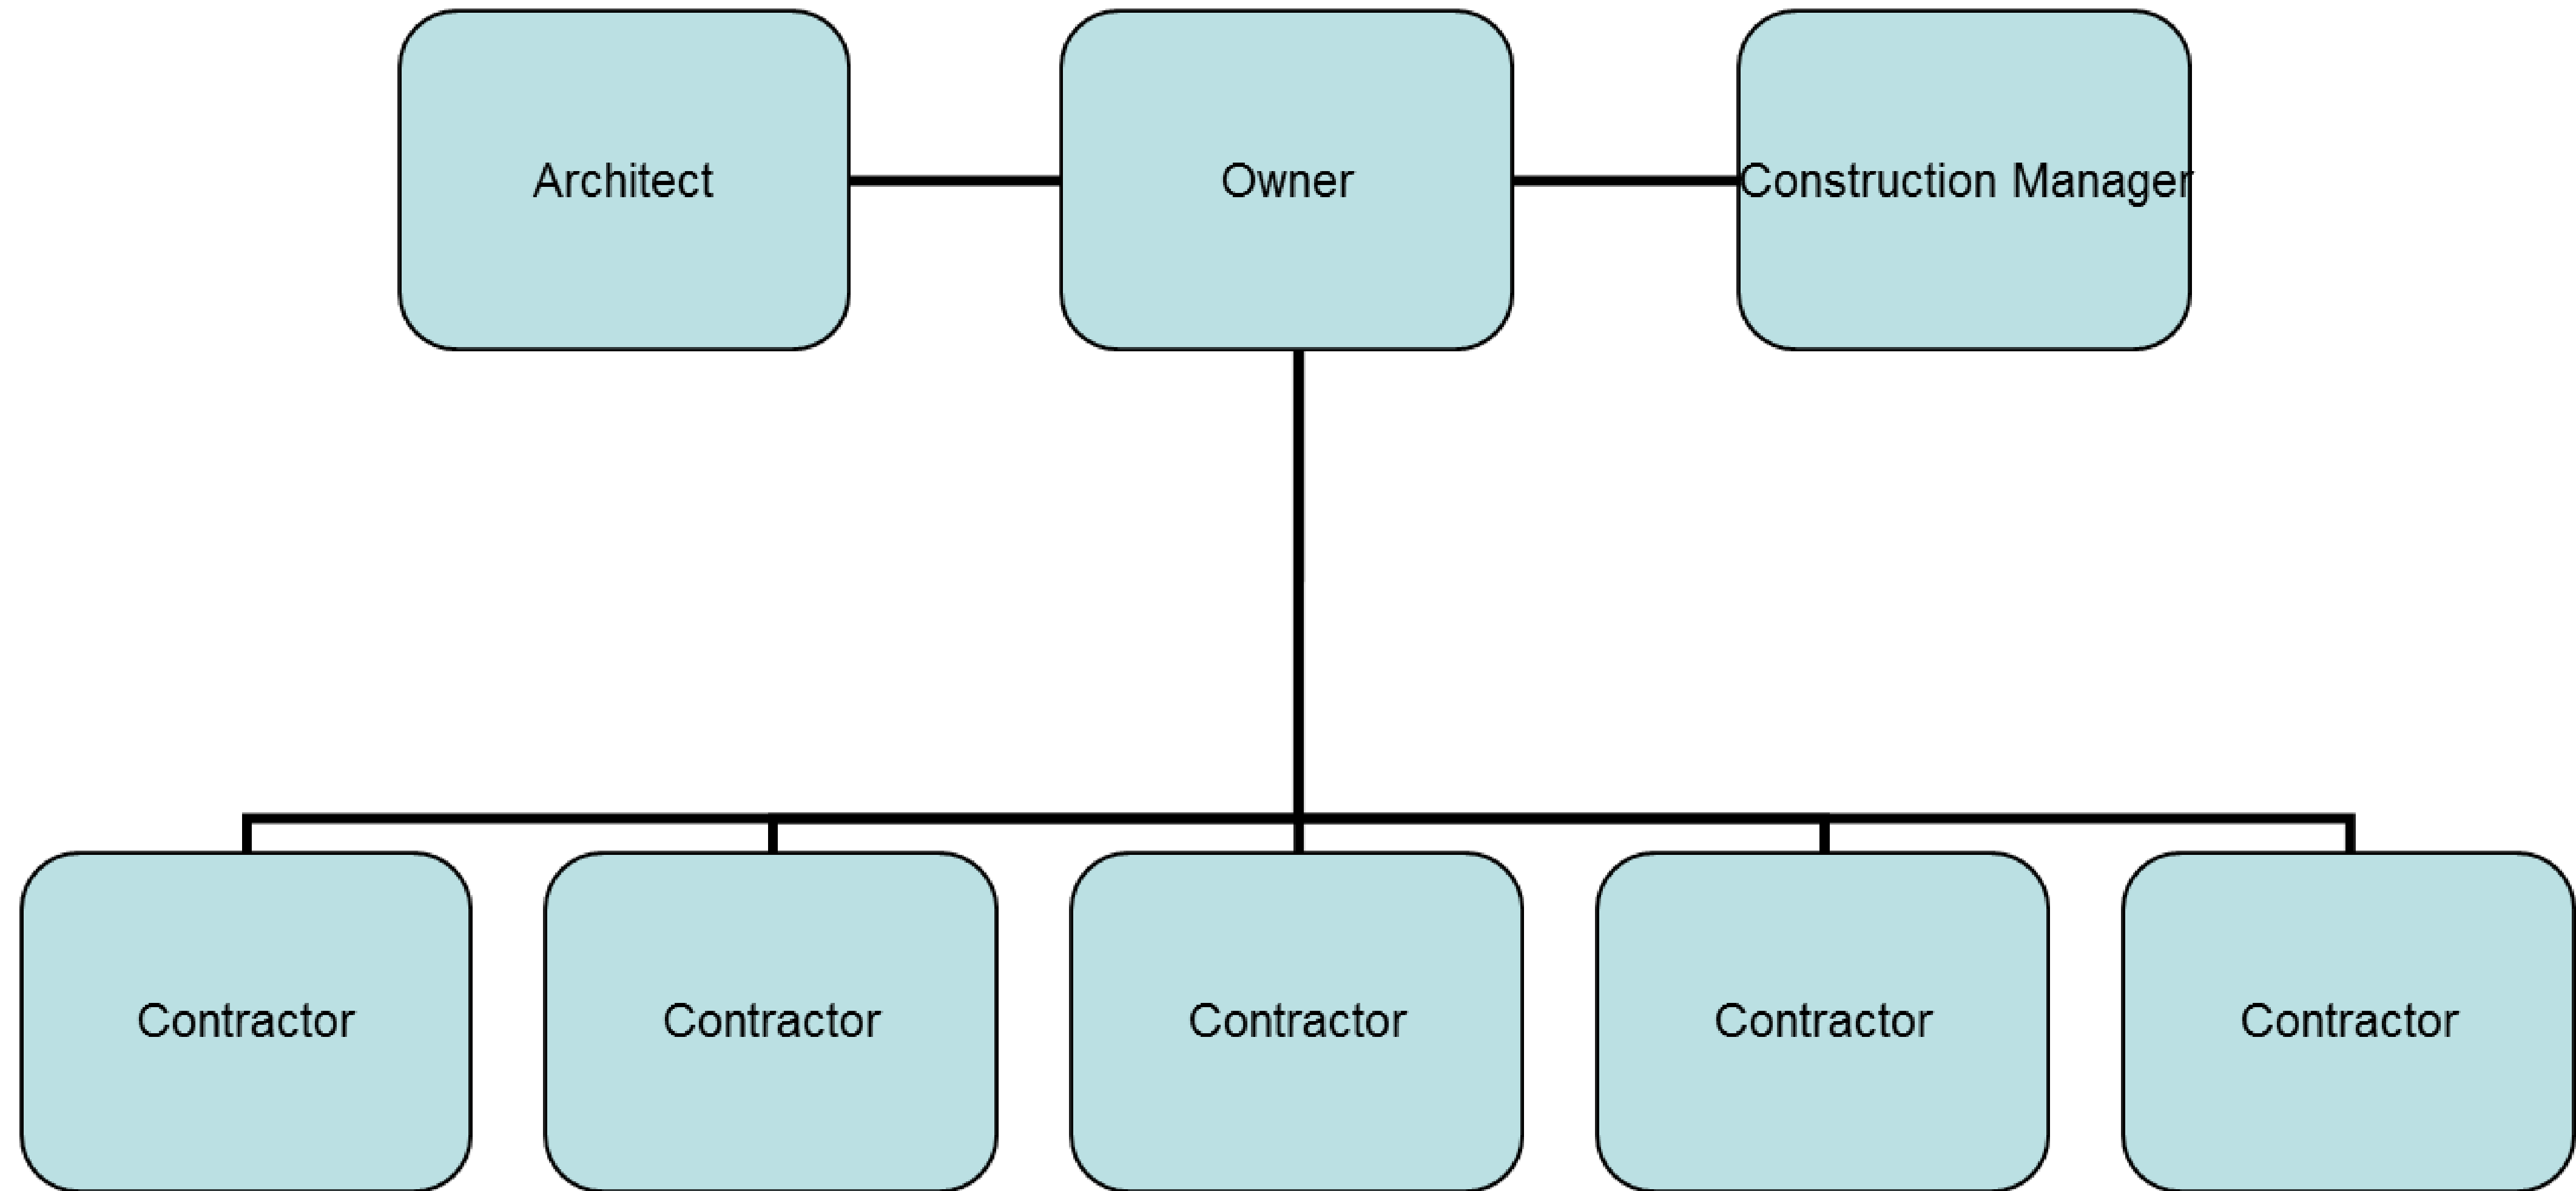 Architect
Owner
Construction Manager
Contractor
Contractor
Contractor
Contractor
Contractor